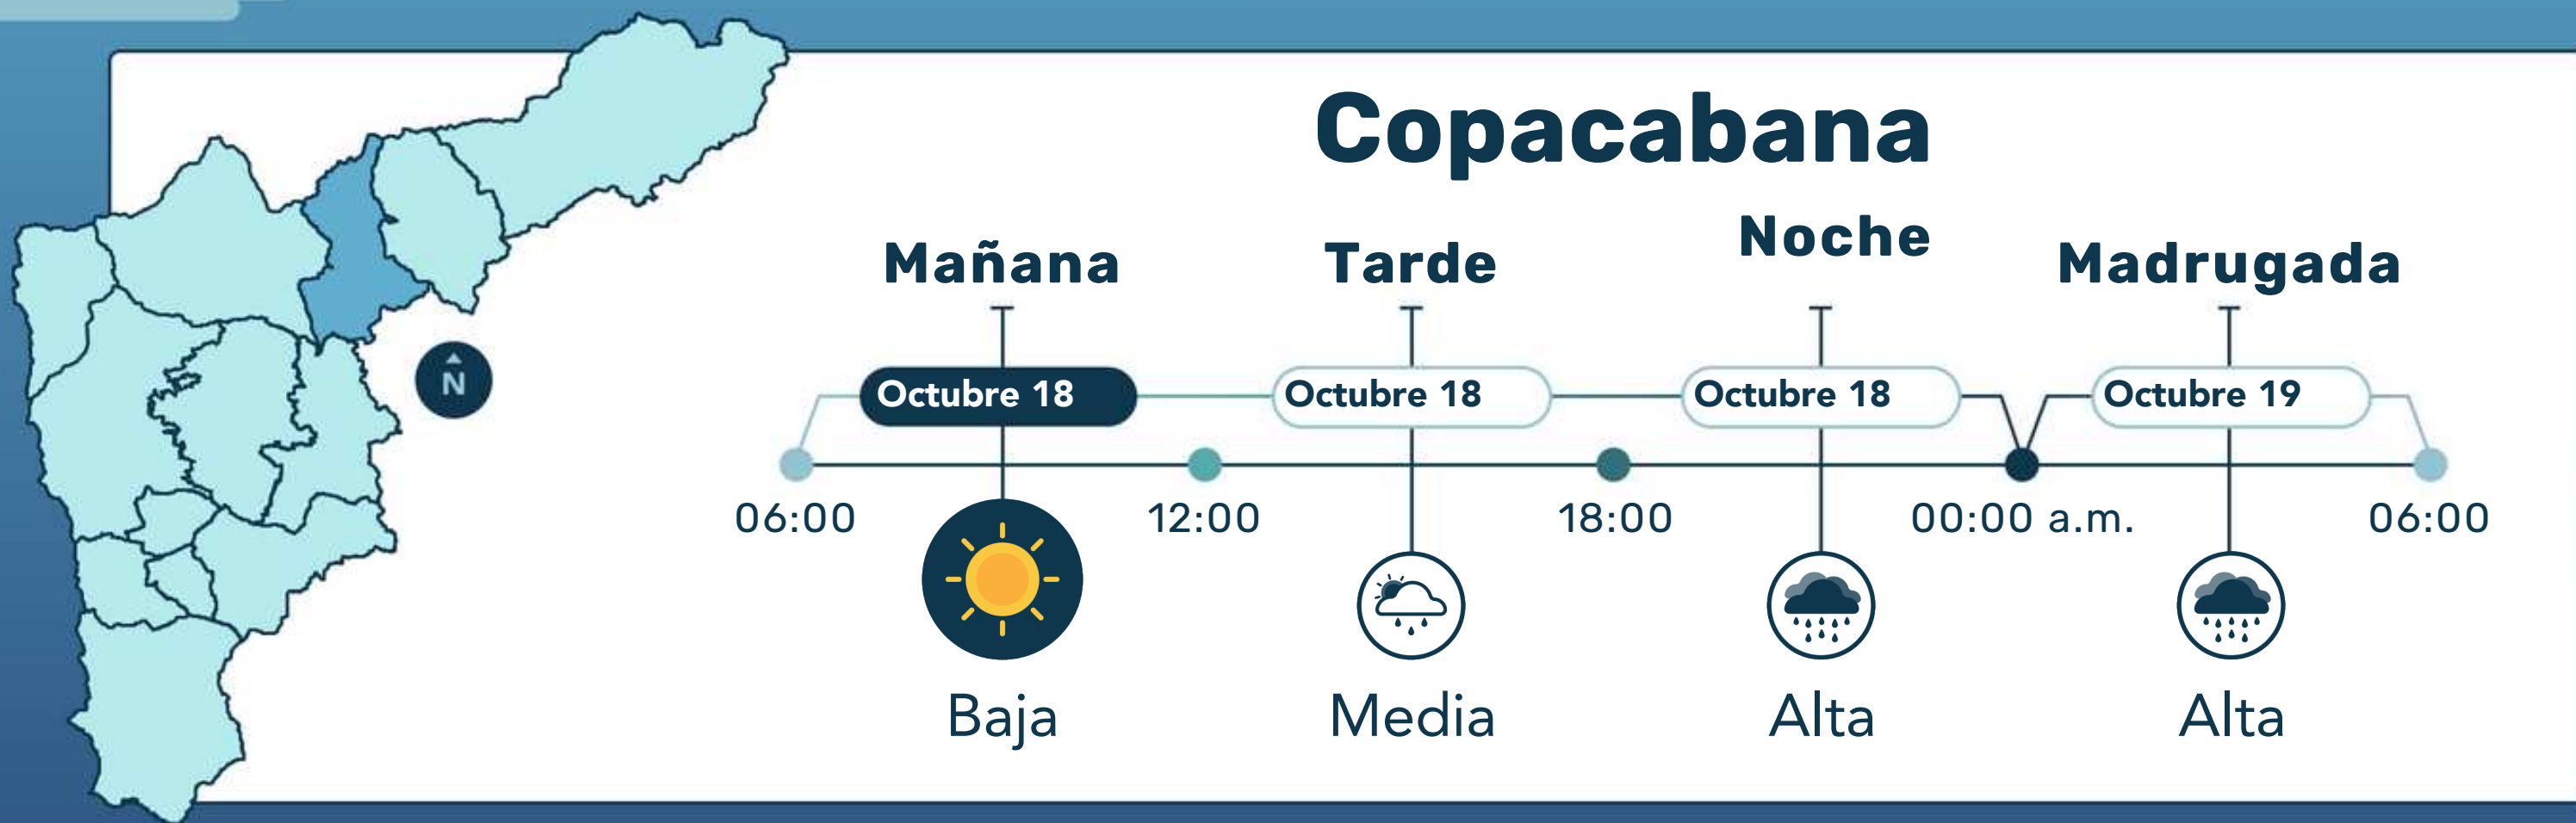 Copacabana
Mañana
Tarde
Noche
Madrugada
Octubre 18
Octubre 18
Octubre 18
Octubre 19
N
06:00
12:00
18:00
00:00 a.m.
06:00
Baja
Media
Alta
Alta